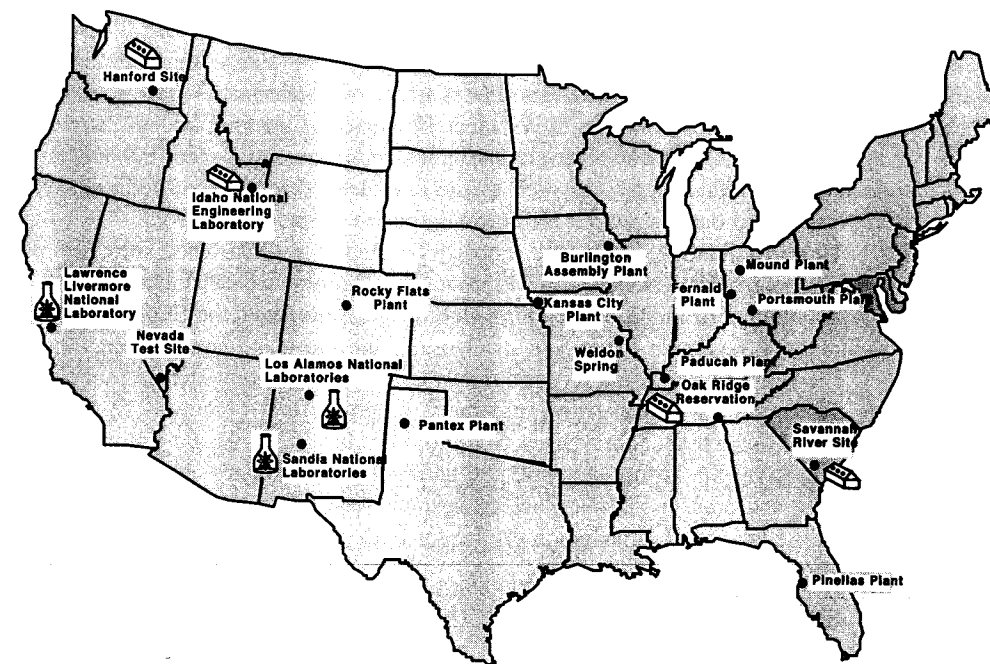 Hanford Site
Idaho National
Engineering
Laboratory
Lawrence
Livermore
National
Laboratory
Nevada
Test Site
Rocky Flats
Plant
Los Alamos National
Laboratories
Sandia National
Laboratories
Pantex Plant
Burlington
Assembly Plant
Kansas City
Plant
Weldon
Spring
Mound Plant
Fernald
Plant
Portsmouth Plant
Paducah Plant
Oak Ridge
Reservation
Savannah
River Site
Pinellas Plant